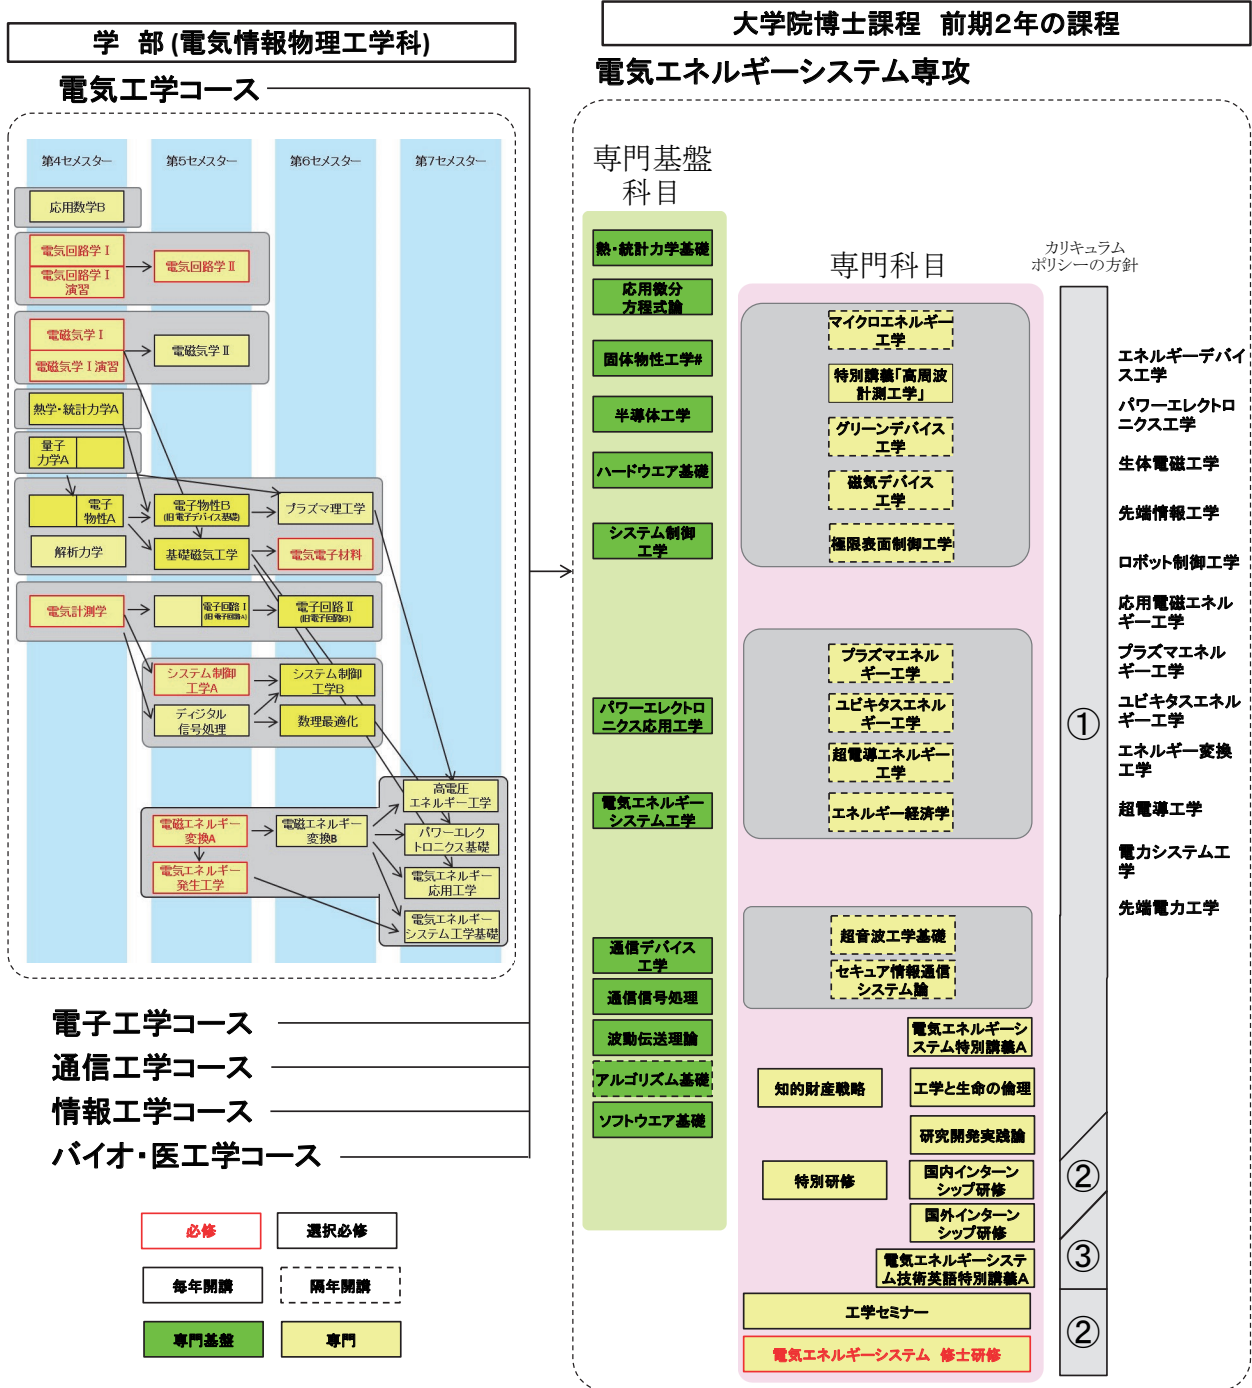 学　部(電気情報物理工学科)
電気工学コース
第4セメスター
第5セメスター
第6セメスター
第7セメスター
応用数学B
電気回路学Ⅰ
電気回路学Ⅰ
演習
電気回路学Ⅱ
電磁気学Ⅰ
電磁気学Ⅰ演習
電磁気学Ⅱ
熱学・統計力学A
量子
力学A
電子
物性A
電子物性B
(旧電子デバイス基礎)
プラズマ理工学
解析力学
基礎磁気工学
電気電子材料
電気計測学
電子回路Ⅰ
(旧電子回路A)
電子回路Ⅱ
(旧電子回路B)
システム制御
工学A
システム制御
工学B
ディジタル
信号処理
数理最適化
高電圧
エネルギー工学
電磁エネルギー
変換A
電磁エネルギー
変換B
パワーエレク
トロニクス基礎
電気エネルギー
発生工学
電気エネルギー
応用工学
電気エネルギー
システム工学基礎
電子工学コース
通信工学コース
情報工学コース
バイオ・医工学コース
必修
選択必修
毎年開講
隔年開講
専門基盤
専門
大学院博士課程　前期2年の課程
電気エネルギーシステム専攻
専門基盤
科目
熱・統計力学基礎
応用微分
方程式論
固体物性工学#
半導体工学
ハードウエア基礎
システム制御
工学
パワーエレクトロ
ニクス応用工学
電気エネルギー
システム工学
通信デバイス
工学
通信信号処理
波動伝送理論
アルゴリズム基礎
ソフトウエア基礎
専門科目
マイクロエネルギー
工学
特別講義「高周波
計測工学」
グリーンデバイス
工学
磁気デバイス
工学
極限表面制御工学
プラズマエネル
ギー工学
ユビキタスエネル
ギー工学
超電導エネルギー
工学
エネルギー経済学
超音波工学基礎
セキュア情報通信
システム論
電気エネルギーシ
ステム特別講義A
知的財産戦略
工学と生命の倫理
研究開発実践論
特別研修
国内インターン
シップ研修
国外インターン
シップ研修
電気エネルギーシステ
ム技術英語特別講義A
工学セミナー
電気エネルギーシステム　修士研修
カリキュラム
ポリシーの方針
①
②
③
②
エネルギーデバイ
ス工学
パワーエレクトロ
ニクス工学
生体電磁工学
先端情報工学
ロボット制御工学
応用電磁エネル
ギー工学
プラズマエネル
ギー工学
ユビキタスエネル
ギー工学
エネルギー変換
工学
超電導工学
電力システム工
学
先端電力工学